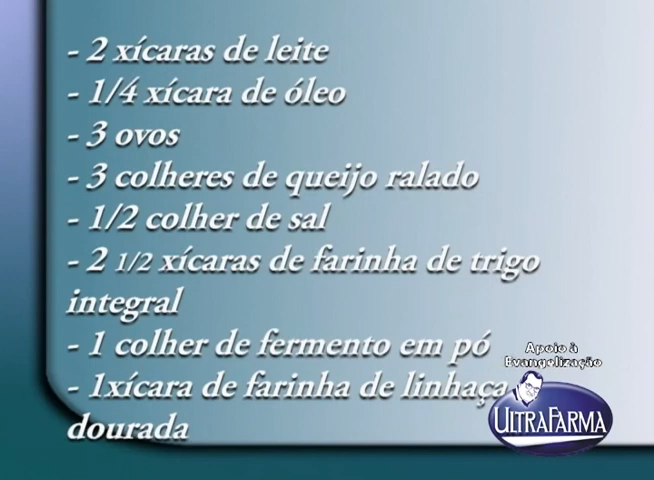 - 2 xícaras de leite
- 1/4 xícara de óleo
- 3 ovos
- 3 colheres de queijo ralado
- 1/2 colher de sal
- 2 1/2 xícaras de farinha de trigo
integral
- 1 colher de fermento em pó
- 1xícara de farinha de linhaça
dourada
Apoio à
Evangelização
ULTRAFARMA